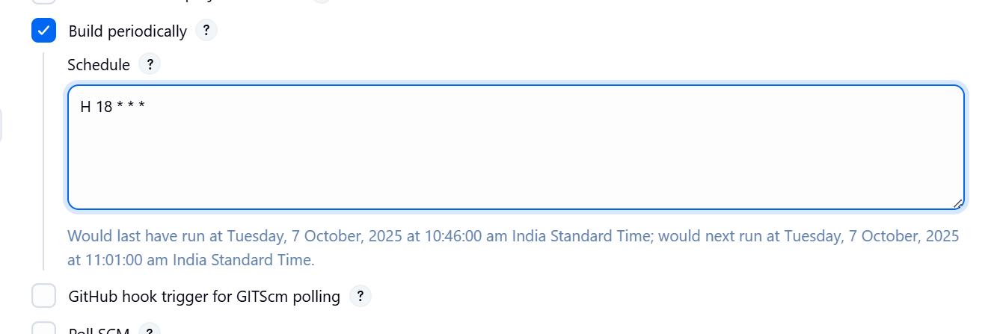 Build periodically ?
Schedule ?
H 18 * * *
Would last have run at Tuesday, 7 October, 2025 at 10:46:00 am India Standard Time; would next run at Tuesday, 7 October, 2025
at 11:01:00 am India Standard Time.
GitHub hook trigger for GITScm polling ?
Poll SCM ?